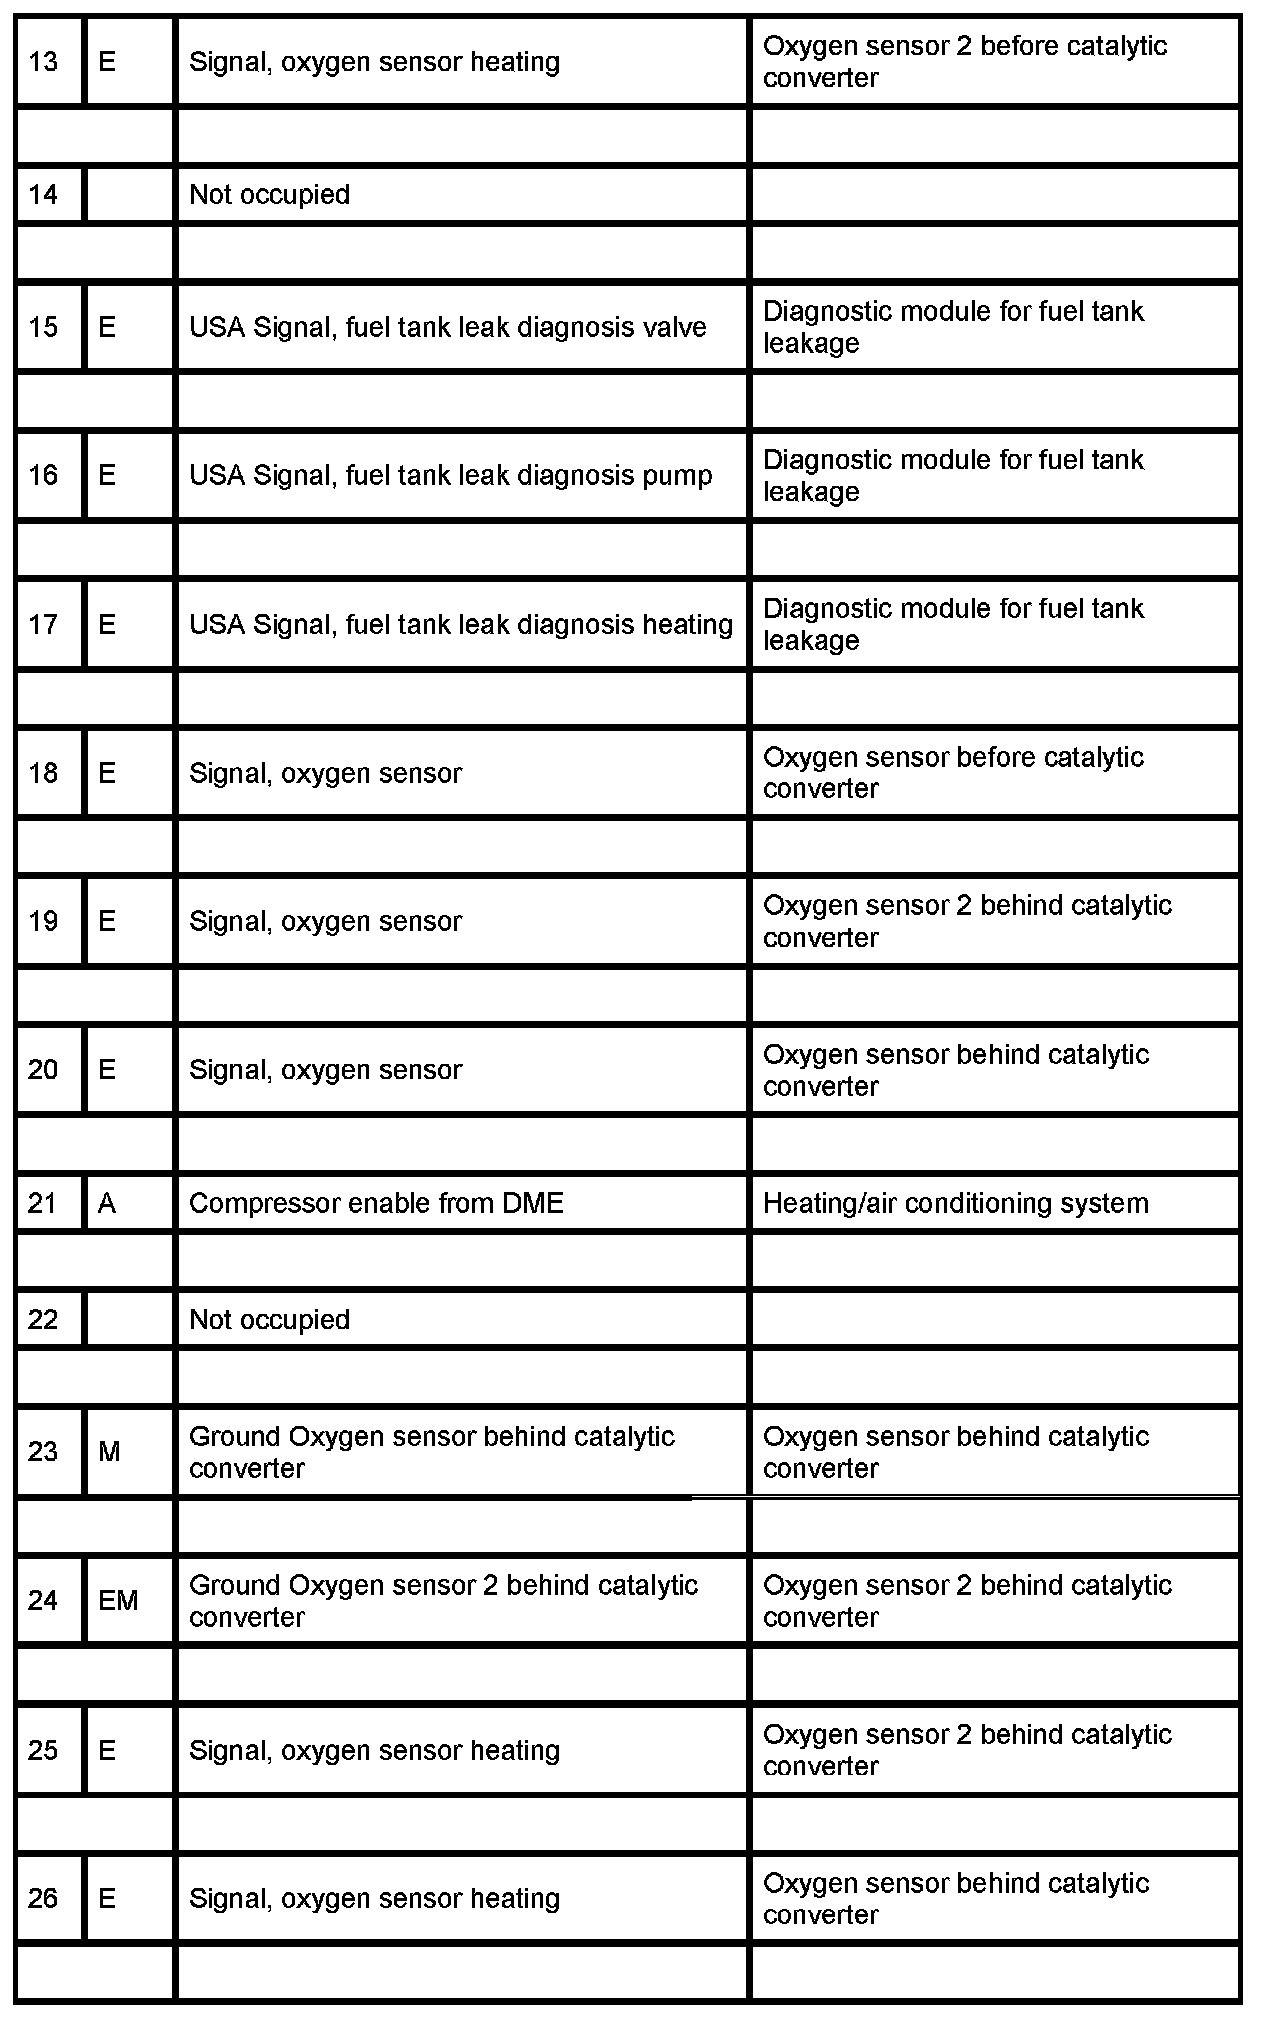 13 E Signal, oxygen sensor heating Oxygen sensor 2 before catalytic
converter
14 Not occupied
15 E USA Signal, fuel tank leak diagnosis valve Diagnostic module for fuel tank
leakage
16 E USA Signal, fuel tank leak diagnosis pump Diagnostic module for fuel tank
leakage
17 E USA Signal, fuel tank leak diagnosis heating Diagnostic module for fuel tank
leakage
18 E Signal, oxygen sensor Oxygen sensor before catalytic
converter
19 E Signal, oxygen sensor Oxygen sensor 2 behind catalytic
converter
20 E Signal, oxygen sensor Oxygen sensor behind catalytic
converter
21 A Compressor enable from DME Heating/air conditioning system
22 Not occupied
23 M Ground Oxygen sensor behind catalytic
converter
Oxygen sensor behind catalytic
converter
24 EM Ground Oxygen sensor 2 behind catalytic
converter
Oxygen sensor 2 behind catalytic
converter
25 E Signal, oxygen sensor heating Oxygen sensor 2 behind catalytic
converter
26 E Signal, oxygen sensor heating Oxygen sensor behind catalytic
converter